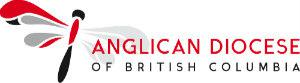 ANGLICAN DIOCESE
OF BRITISH COLUMBIA